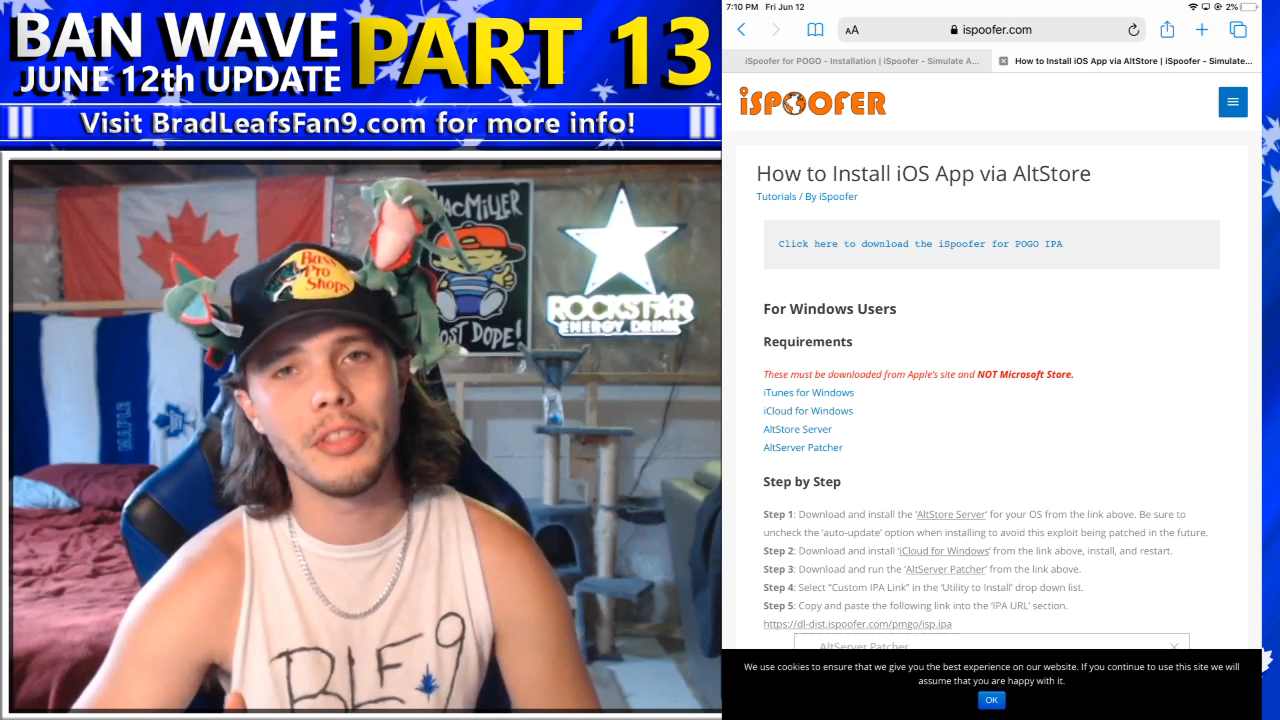 BAN WAVE
JUNE 12th UPDATE
PART 13
Visit BradLeafsFan9.com for more info!
MAPLE
MACMILLER
MOST DOPE!
Bass
Pro
Shops
ROCKSTAR
ENERGY DRINK
BLF9
7:10 PM Fri Jun 12
2%
AA
ispoofer.com
iSpoofer for POGO - Installation | iSpoofer - Simulate A...
How to Install iOS App via AltStore | iSpoofer - Simulate...
iSPOOFER
How to Install iOS App via AltStore
Tutorials / By iSpoofer
Click here to download the iSpoofer for POGO IPA
For Windows Users
Requirements
These must be downloaded from Apple's site and NOT Microsoft Store.
iTunes for Windows
iCloud for Windows
AltStore Server
AltServer Patcher
Step by Step
Step 1: Download and install the 'AltStore Server' for your OS from the link above. Be sure to
uncheck the 'auto-update' option when installing to avoid this exploit being patched in the future.
Step 2: Download and install 'iCloud for Windows' from the link above, install, and restart.
Step 3: Download and run the 'AltServer Patcher' from the link above.
Step 4: Select "Custom IPA Link" in the 'Utility to Install' drop down list.
Step 5: Copy and paste the following link into the 'IPA URL' section.
https://dl-dist.ispoofer.com/pmgo/isp.ipa
AltServer Patcher
We use cookies to ensure that we give you the best experience on our website. If you continue to use this site we will
assume that you are happy with it.
OK